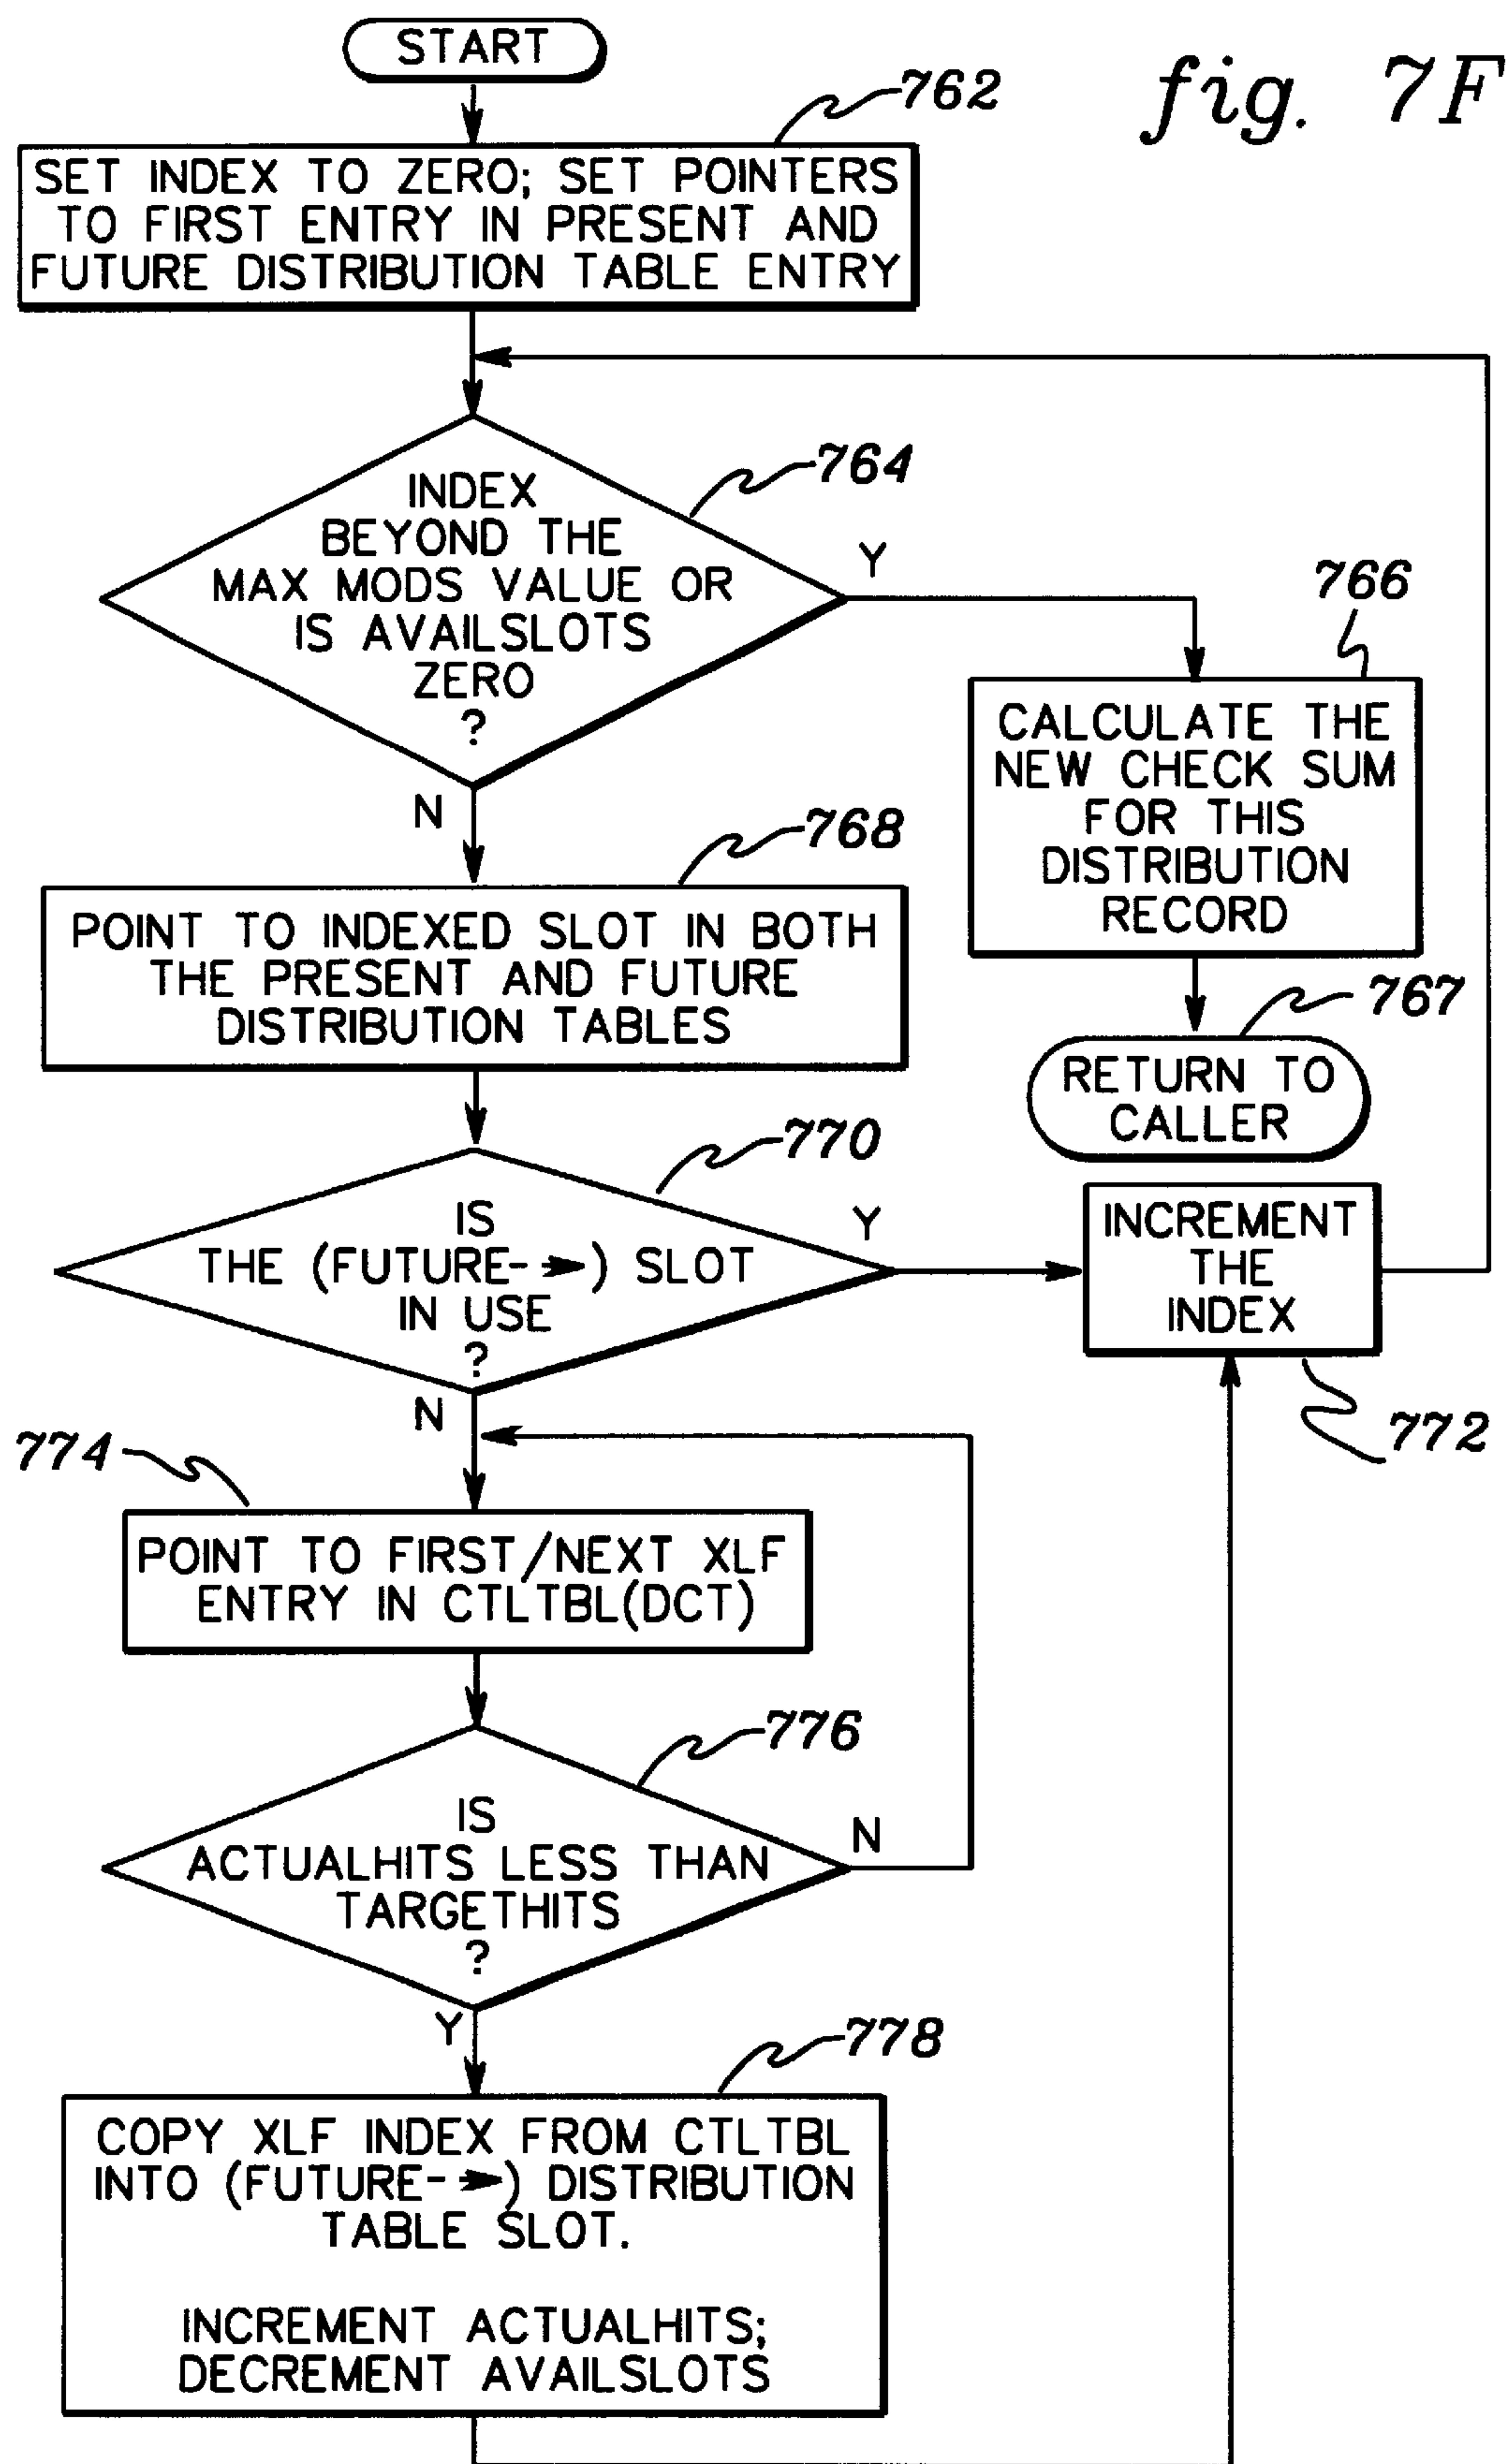 START
fig. 7F
762
SET INDEX TO ZERO; SET POINTERS
TO FIRST ENTRY IN PRESENT AND
FUTURE DISTRIBUTION TABLE ENTRY
764
INDEX
BEYOND THE
MAX MODS VALUE OR
IS AVAILSLOTS
ZERO
?
Y
N
766
CALCULATE THE
NEW CHECK SUM
FOR THIS
DISTRIBUTION
RECORD
767
RETURN TO
CALLER
768
POINT TO INDEXED SLOT IN BOTH
THE PRESENT AND FUTURE
DISTRIBUTION TABLES
770
IS
THE (FUTURE-→) SLOT
IN USE
?
Y
N
INCREMENT
THE
INDEX
772
774
POINT TO FIRST/NEXT XLF
ENTRY IN CTLTBL(DCT)
776
IS
ACTUALHITS LESS THAN
TARGETHITS
?
N
Y
778
COPY XLF INDEX FROM CTLTBL
INTO (FUTURE-→) DISTRIBUTION
TABLE SLOT.
INCREMENT ACTUALHITS;
DECREMENT AVAILSLOTS